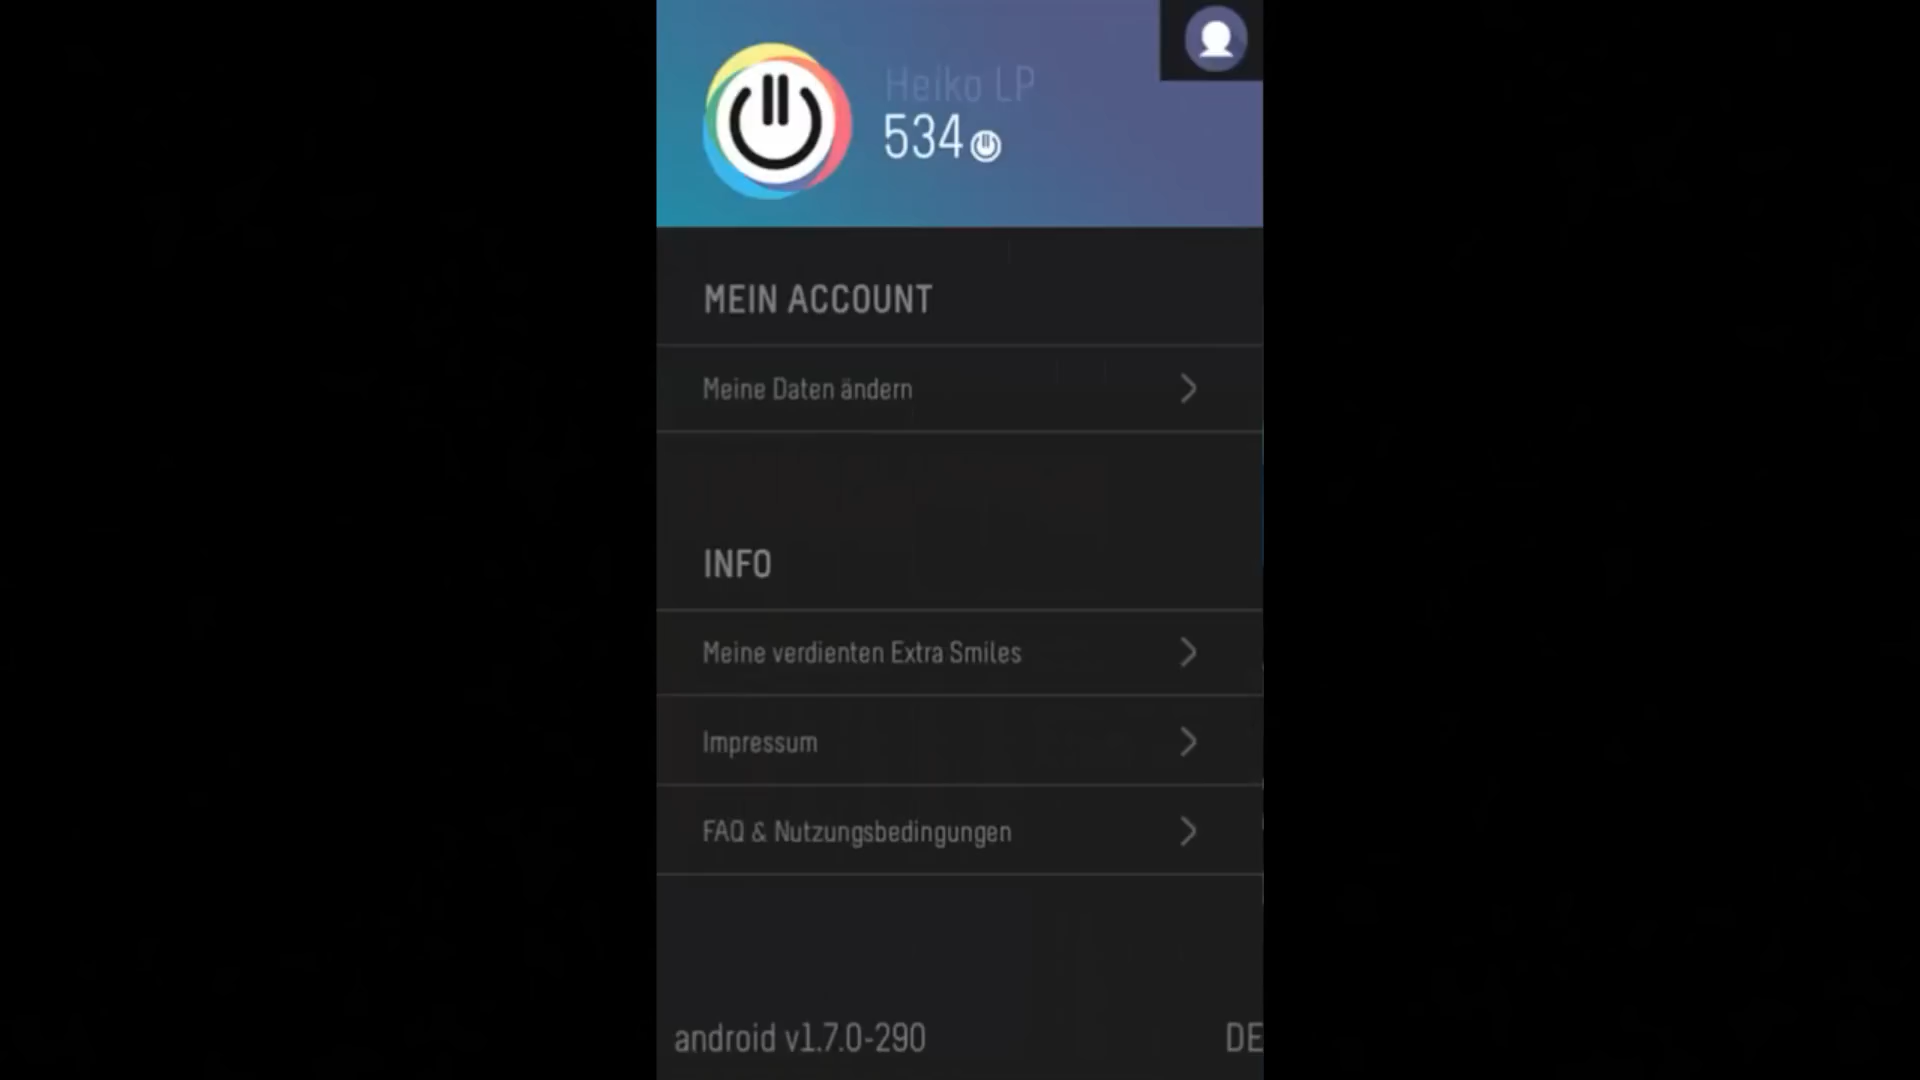 Heiko LP
534
MEIN ACCOUNT
Meine Daten ändern
INFO
Meine verdienten Extra Smiles
Impressum
FAQ & Nutzungsbedingungen
android v1.7.0-290
DE